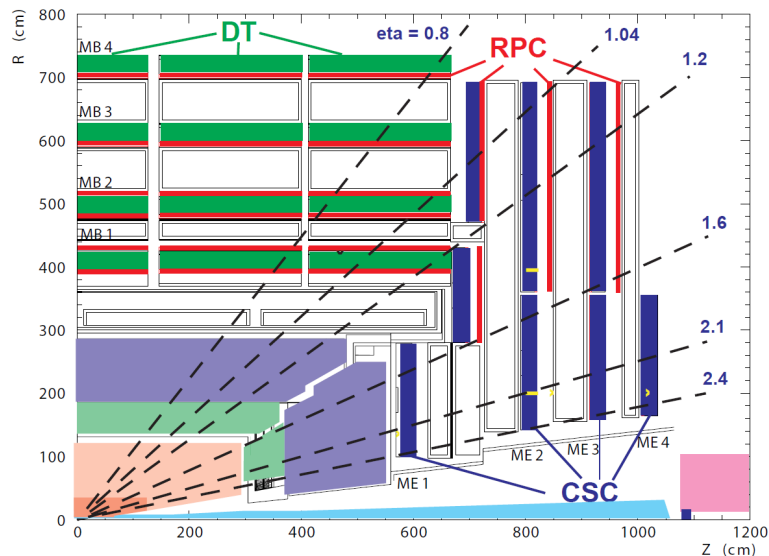 R (cm)
800
700
600
500
400
300
200
100
0
MB 4
MB 3
MB 2
MB 1
DT
eta = 0.8
RPC
1.04
1.2
1.6
2.1
2.4
ME 1
ME 2
ME 3
ME 4
CSC
0
200
400
600
800
1000
1200
Z (cm)